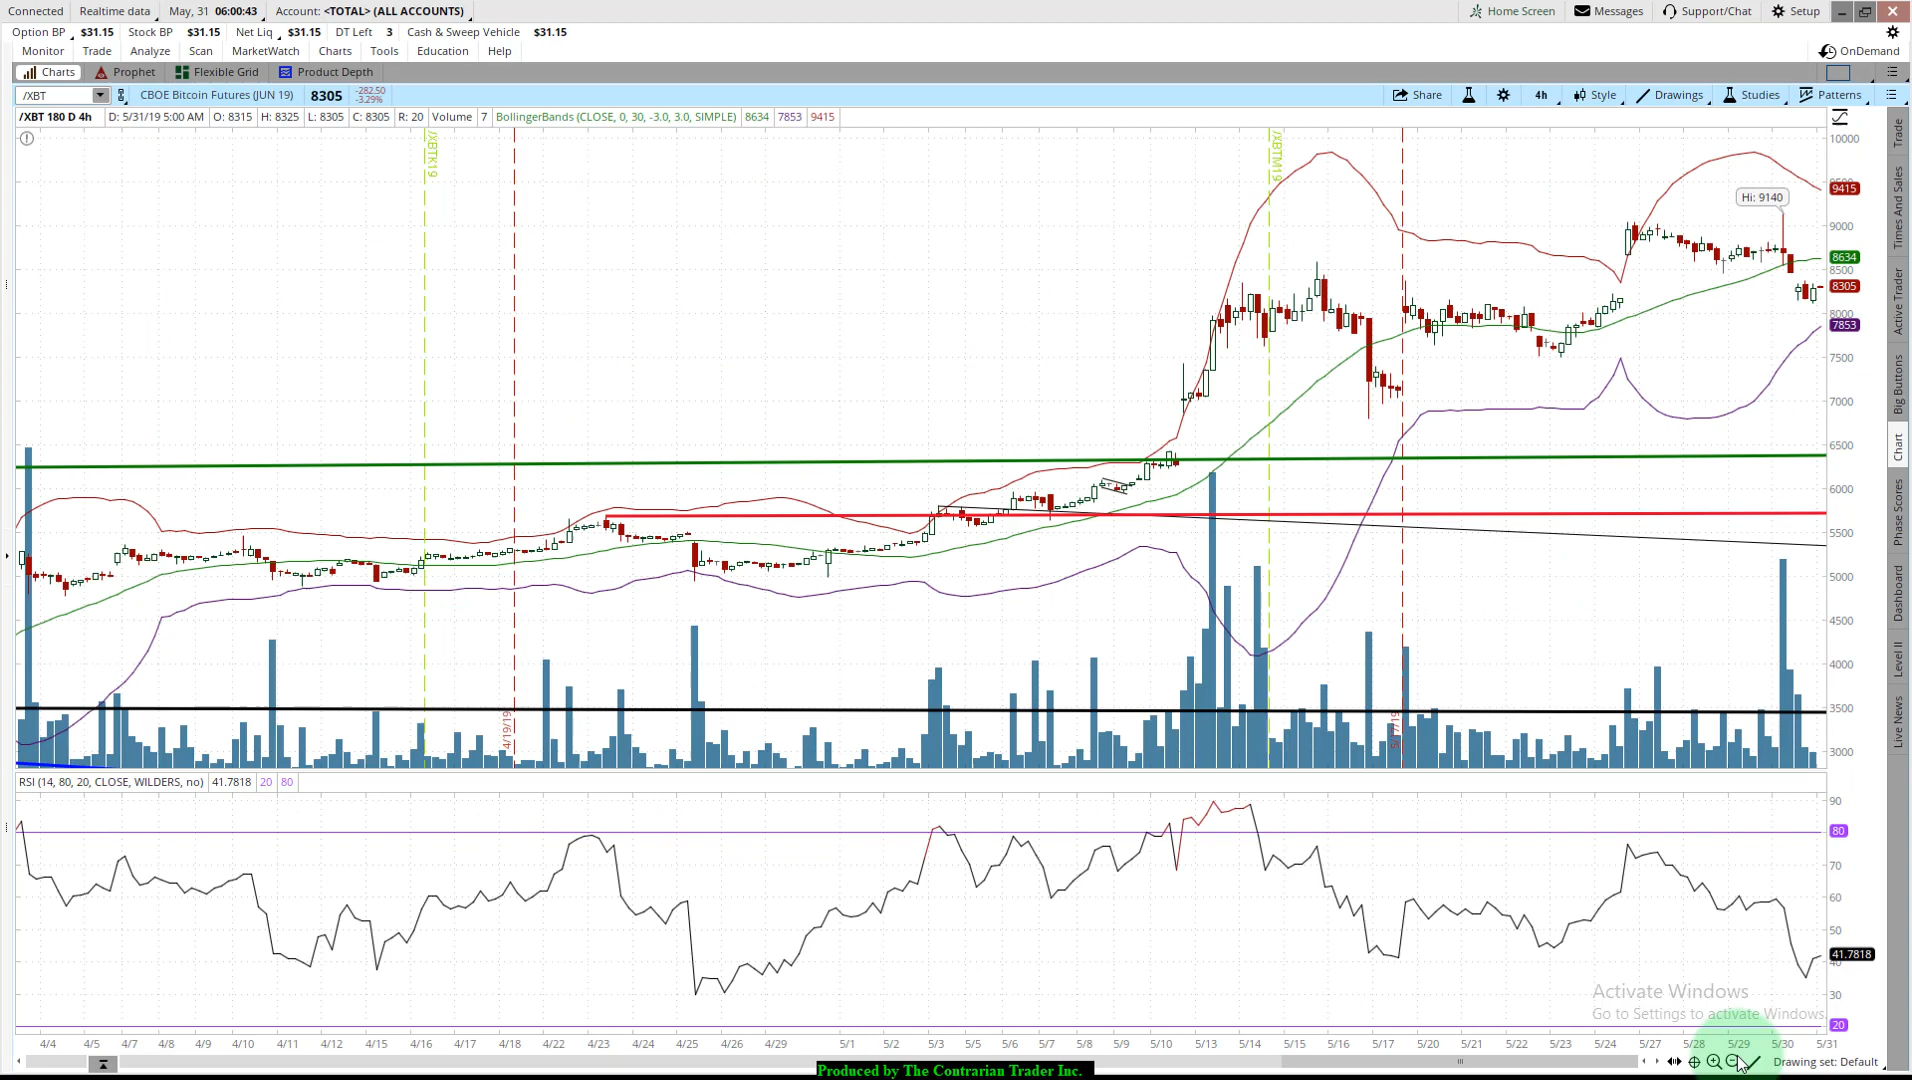 Connected Realtime data May, 31 06:00:43 Account: <TOTAL> (ALL ACCOUNTS) Home Screen Messages Support/Chat Setup
Option BP $31.15 Stock BP $31.15 Net Liq $31.15 DT Left 3 Cash & Sweep Vehicle $31.15
Monitor Trade Analyze Scan MarketWatch Charts Tools Education Help OnDemand
Charts Prophet Flexible Grid Product Depth
/XBT CBOE Bitcoin Futures (JUN 19) 8305 -282.50 -3.29% Share 4h Style Drawings Studies Patterns
/XBT 180 D 4h D: 5/31/19 5:00 AM O: 8315 H: 8325 L: 8305 C: 8305 R: 20 Volume 7 BollingerBands (CLOSE, 0, 30, -3.0, 3.0, SIMPLE) 8634 7853 9415
/XBTK19
/XBTM19
4/19/19
5/17/19
Hi: 9140
10000
9415
9000
8634
8500
8305
8000
7853
7500
7000
6500
6000
5500
5000
4500
4000
3500
3000
Trade
Times And Sales
Active Trader
Big Buttons
Chart
Phase Scores
Dashboard
Level II
Live News
RSI (14, 80, 20, CLOSE, WILDERS, no) 41.7818 20 80
90
80
70
60
50
41.7818
30
20
Activate Windows
Go to Settings to activate Windows.
4/4 4/5 4/7 4/8 4/9 4/10 4/11 4/12 4/14 4/15 4/16 4/17 4/18 4/22 4/23 4/24 4/25 4/26 4/29 5/1 5/2 5/3 5/5 5/6 5/7 5/8 5/9 5/10 5/13 5/14 5/15 5/16 5/17 5/20 5/21 5/22 5/23 5/24 5/27 5/28 5/29 5/30 5/31
Drawing set: Default
Produced by The Contrarian Trader Inc.